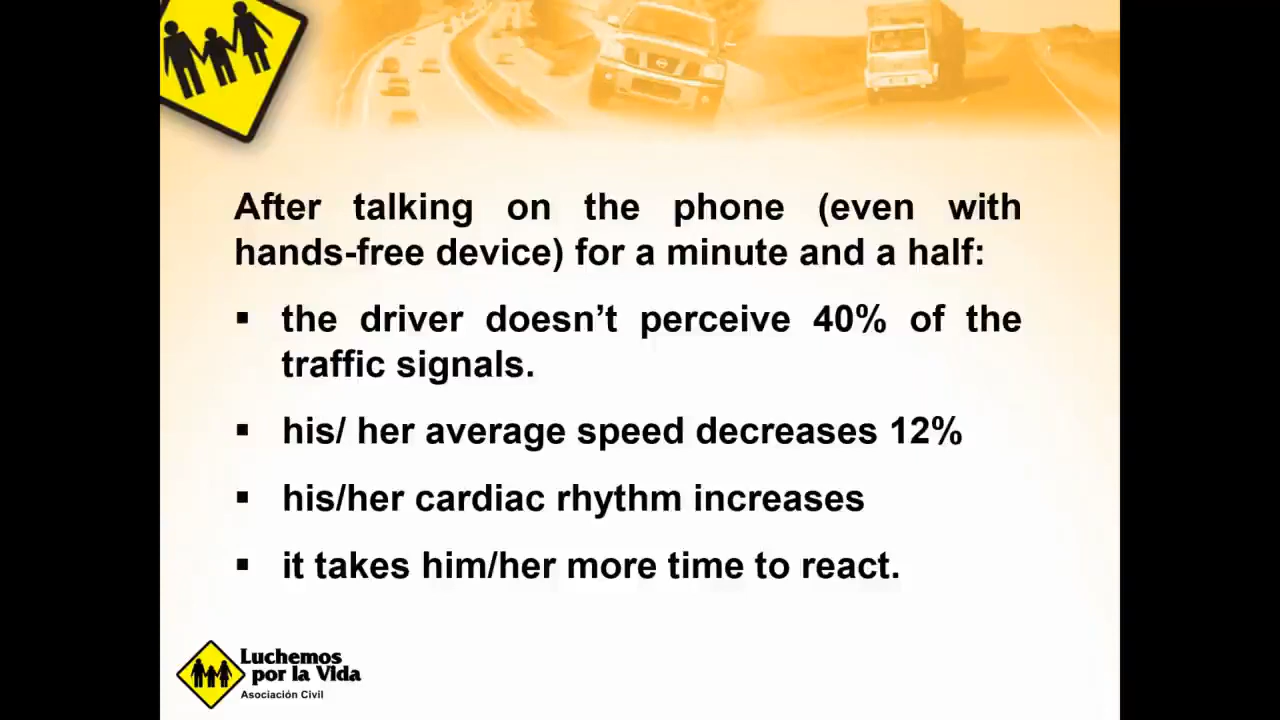 After talking on the phone (even with
hands-free device) for a minute and a half:
▪ the driver doesn’t perceive 40% of the
traffic signals.
▪ his/ her average speed decreases 12%
▪ his/her cardiac rhythm increases
▪ it takes him/her more time to react.
Luchemos
por la Vida
Asociación Civil